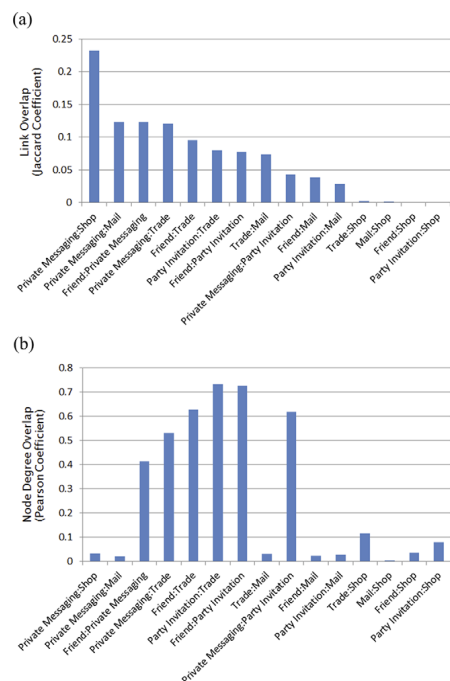 (a)
Link Overlap
(Jaccard Coefficient)
0.25
0.2
0.15
0.1
0.05
0
Private Messaging:Shop
Private Messaging:Mail
Friend:Private Messaging
Private Messaging:Trade
Friend:Trade
Party Invitation:Trade
Friend:Party Invitation
Trade:Mail
Private Messaging:Party Invitation
Friend:Mail
Party Invitation:Mail
Trade:Shop
Mail:Shop
Friend:Shop
Party Invitation:Shop
(b)
Node Degree Overlap
(Pearson Coefficient)
0.8
0.7
0.6
0.5
0.4
0.3
0.2
0.1
0
Private Messaging:Shop
Private Messaging:Mail
Friend:Private Messaging
Private Messaging:Trade
Friend:Trade
Party Invitation:Trade
Friend:Party Invitation
Trade:Mail
Private Messaging:Party Invitation
Friend:Mail
Party Invitation:Mail
Trade:Shop
Mail:Shop
Friend:Shop
Party Invitation:Shop